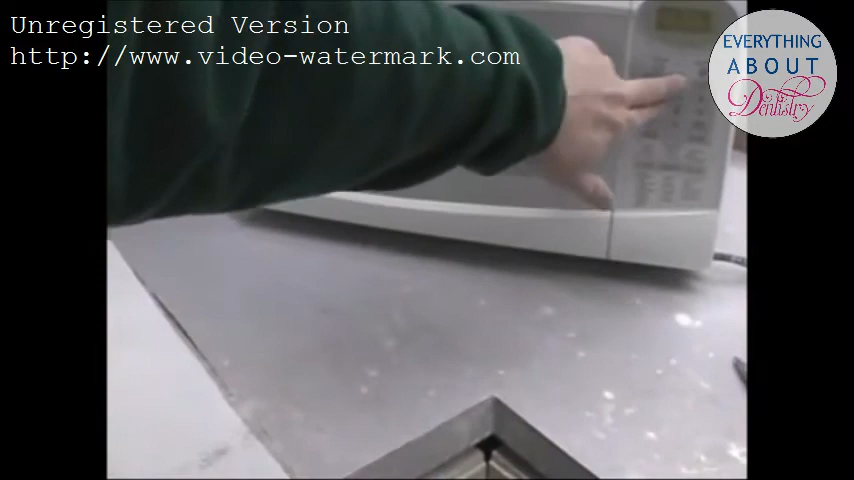 Unregistered Version
http://www.video-watermark.com
EVERYTHING
ABOUT
Dentistry